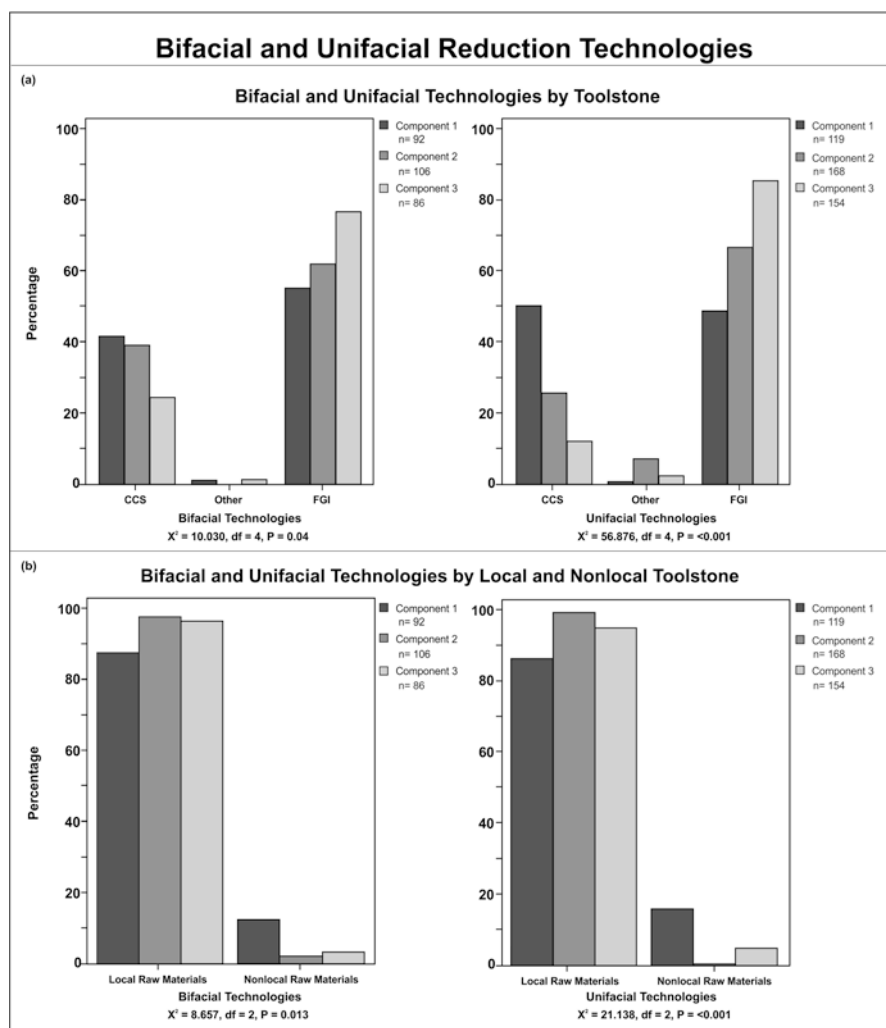 Bifacial and Unifacial Reduction Technologies
(a)
Bifacial and Unifacial Technologies by Toolstone
Percentage
100
80
60
40
20
0
CCS
Other
FGI
Bifacial Technologies
X² = 10.030, df = 4, P = 0.04
Component 1
n= 92
Component 2
n= 106
Component 3
n= 86
100
80
60
40
20
0
CCS
Other
FGI
Unifacial Technologies
X² = 56.876, df = 4, P = <0.001
Component 1
n= 119
Component 2
n= 168
Component 3
n= 154
(b)
Bifacial and Unifacial Technologies by Local and Nonlocal Toolstone
Percentage
100
80
60
40
20
0
Local Raw Materials
Nonlocal Raw Materials
Bifacial Technologies
X² = 8.657, df = 2, P = 0.013
Component 1
n= 92
Component 2
n= 106
Component 3
n= 86
100
80
60
40
20
0
Local Raw Materials
Nonlocal Raw Materials
Unifacial Technologies
X² = 21.138, df = 2, P = <0.001
Component 1
n= 119
Component 2
n= 168
Component 3
n= 154